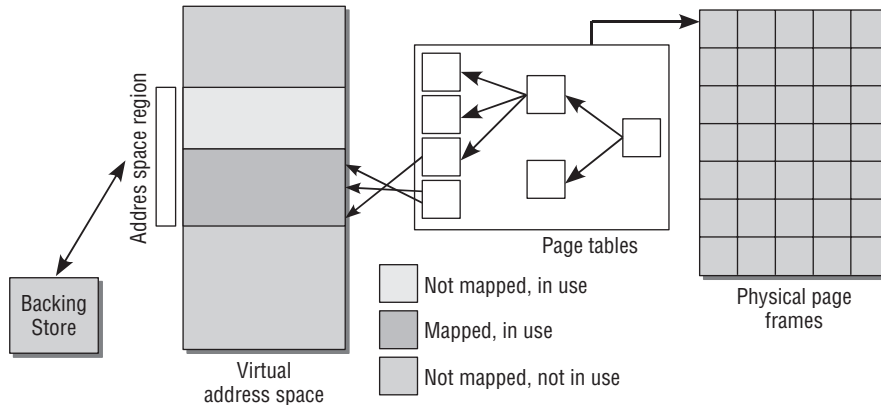 Addres space region
Backing
Store
Virtual
address space
Page tables
Not mapped, in use
Mapped, in use
Not mapped, not in use
Physical page
frames